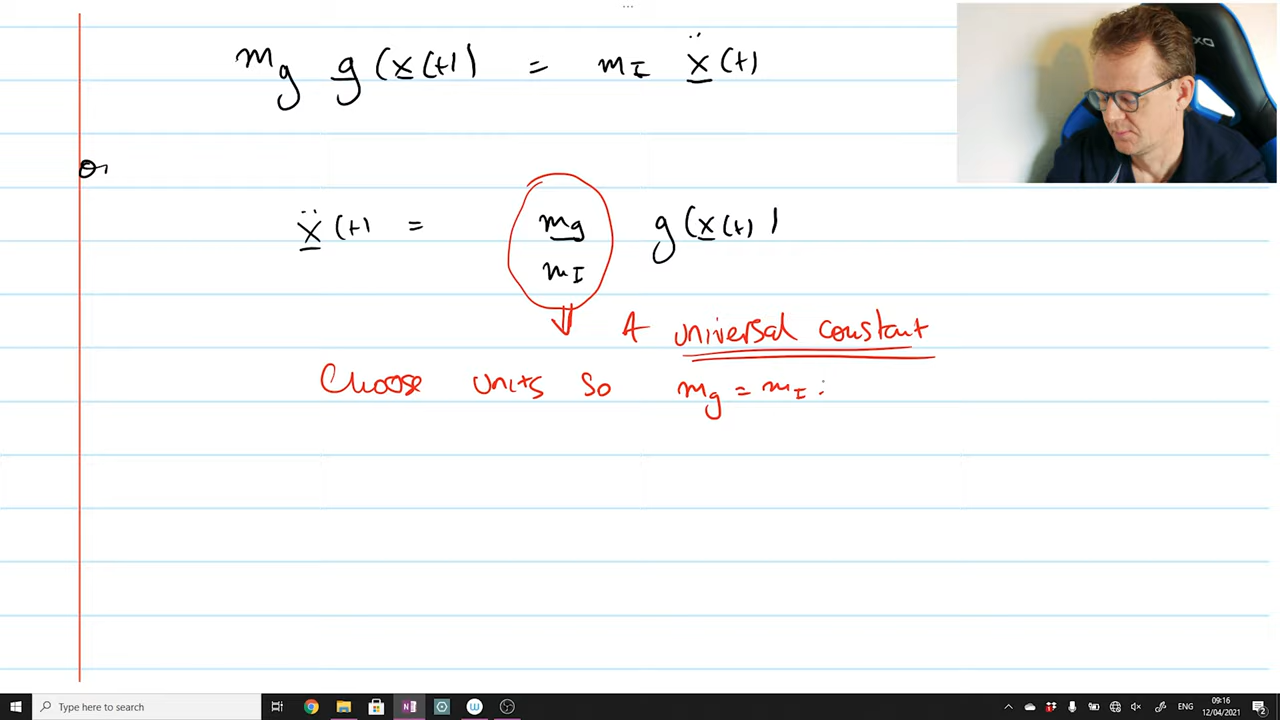 m_g g(x(t)) = m_I ẍ(t)
or
ẍ(t) = m_g / m_I g(x(t))
A universal constant
Choose units so m_g = m_I :
Type here to search
ENG
09:16
12/04/2021
2